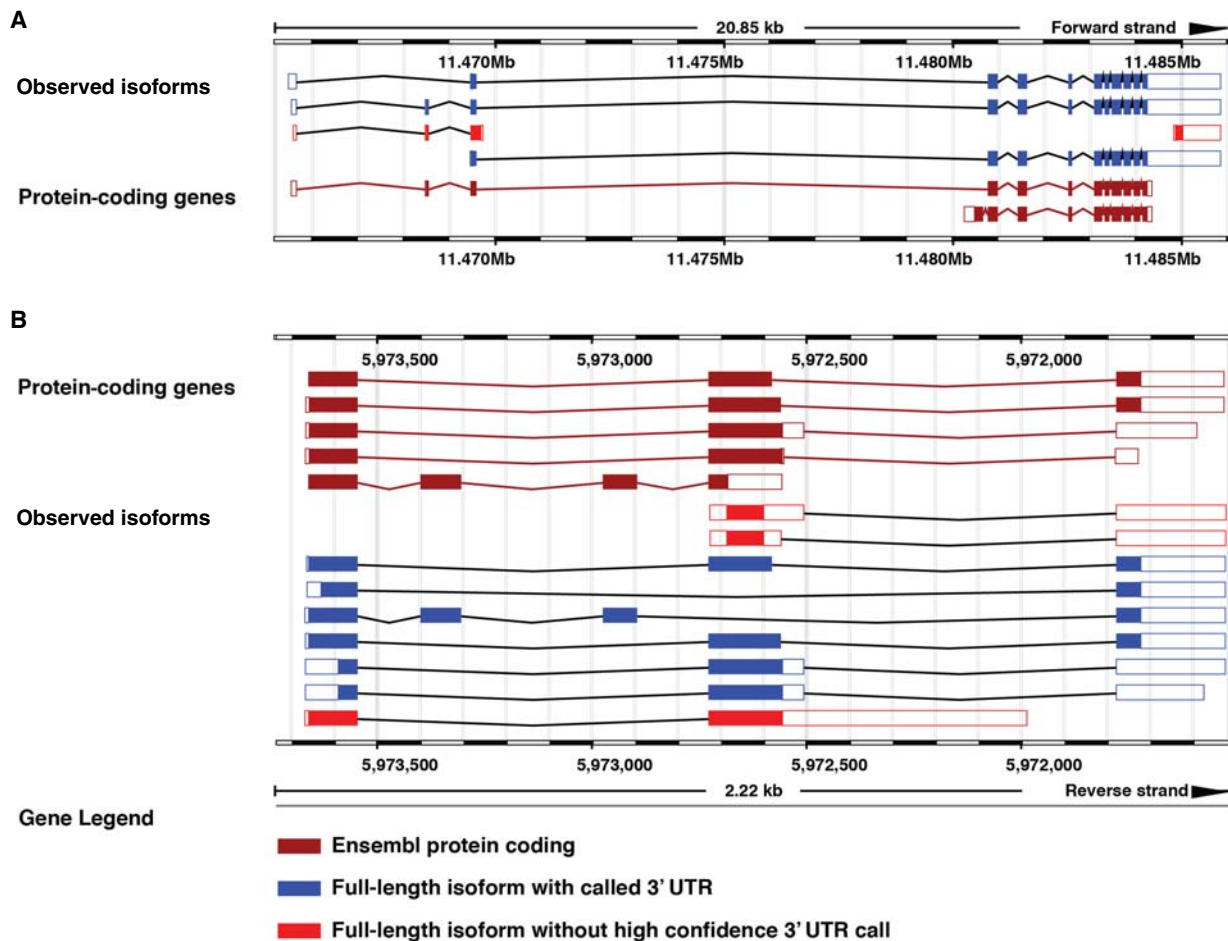 A
20.85 kb Forward strand
11.470Mb 11.475Mb 11.480Mb 11.485Mb
Observed isoforms
Protein-coding genes
11.470Mb 11.475Mb 11.480Mb 11.485Mb
B
5,973,500 5,973,000 5,972,500 5,972,000
Protein-coding genes
Observed isoforms
5,973,500 5,973,000 5,972,500 5,972,000
2.22 kb Reverse strand
Gene Legend
Ensembl protein coding
Full-length isoform with called 3' UTR
Full-length isoform without high confidence 3' UTR call